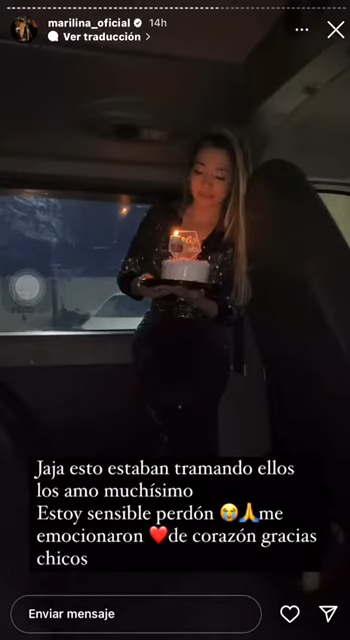 marilina_oficial 14h
Ver traducción
Jaja esto estaban tramando ellos
los amo muchísimo
Estoy sensible perdón 😭🙏me
emocionaron ❤️de corazón gracias
chicos
Enviar mensaje